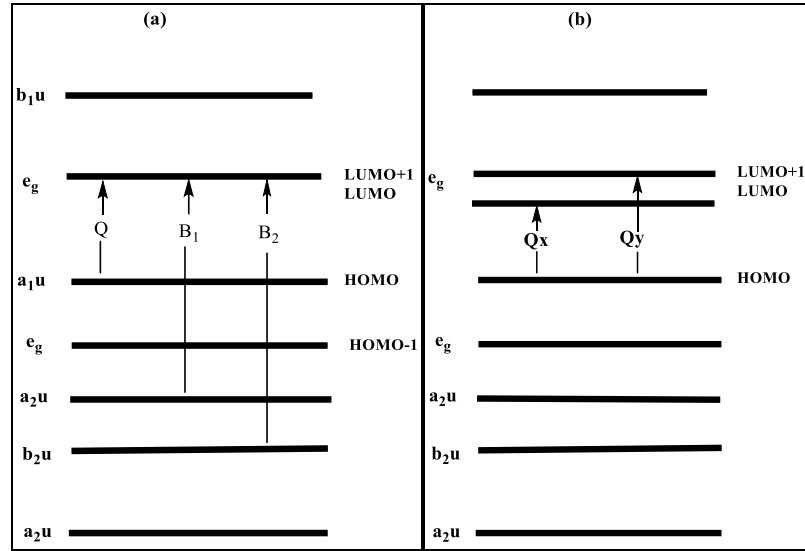 (a)
b1u
eg
LUMO+1
LUMO
Q
B1
B2
a1u
HOMO
eg
HOMO-1
a2u
b2u
a2u
(b)
eg
LUMO+1
LUMO
Qx
Qy
HOMO
eg
a2u
b2u
a2u